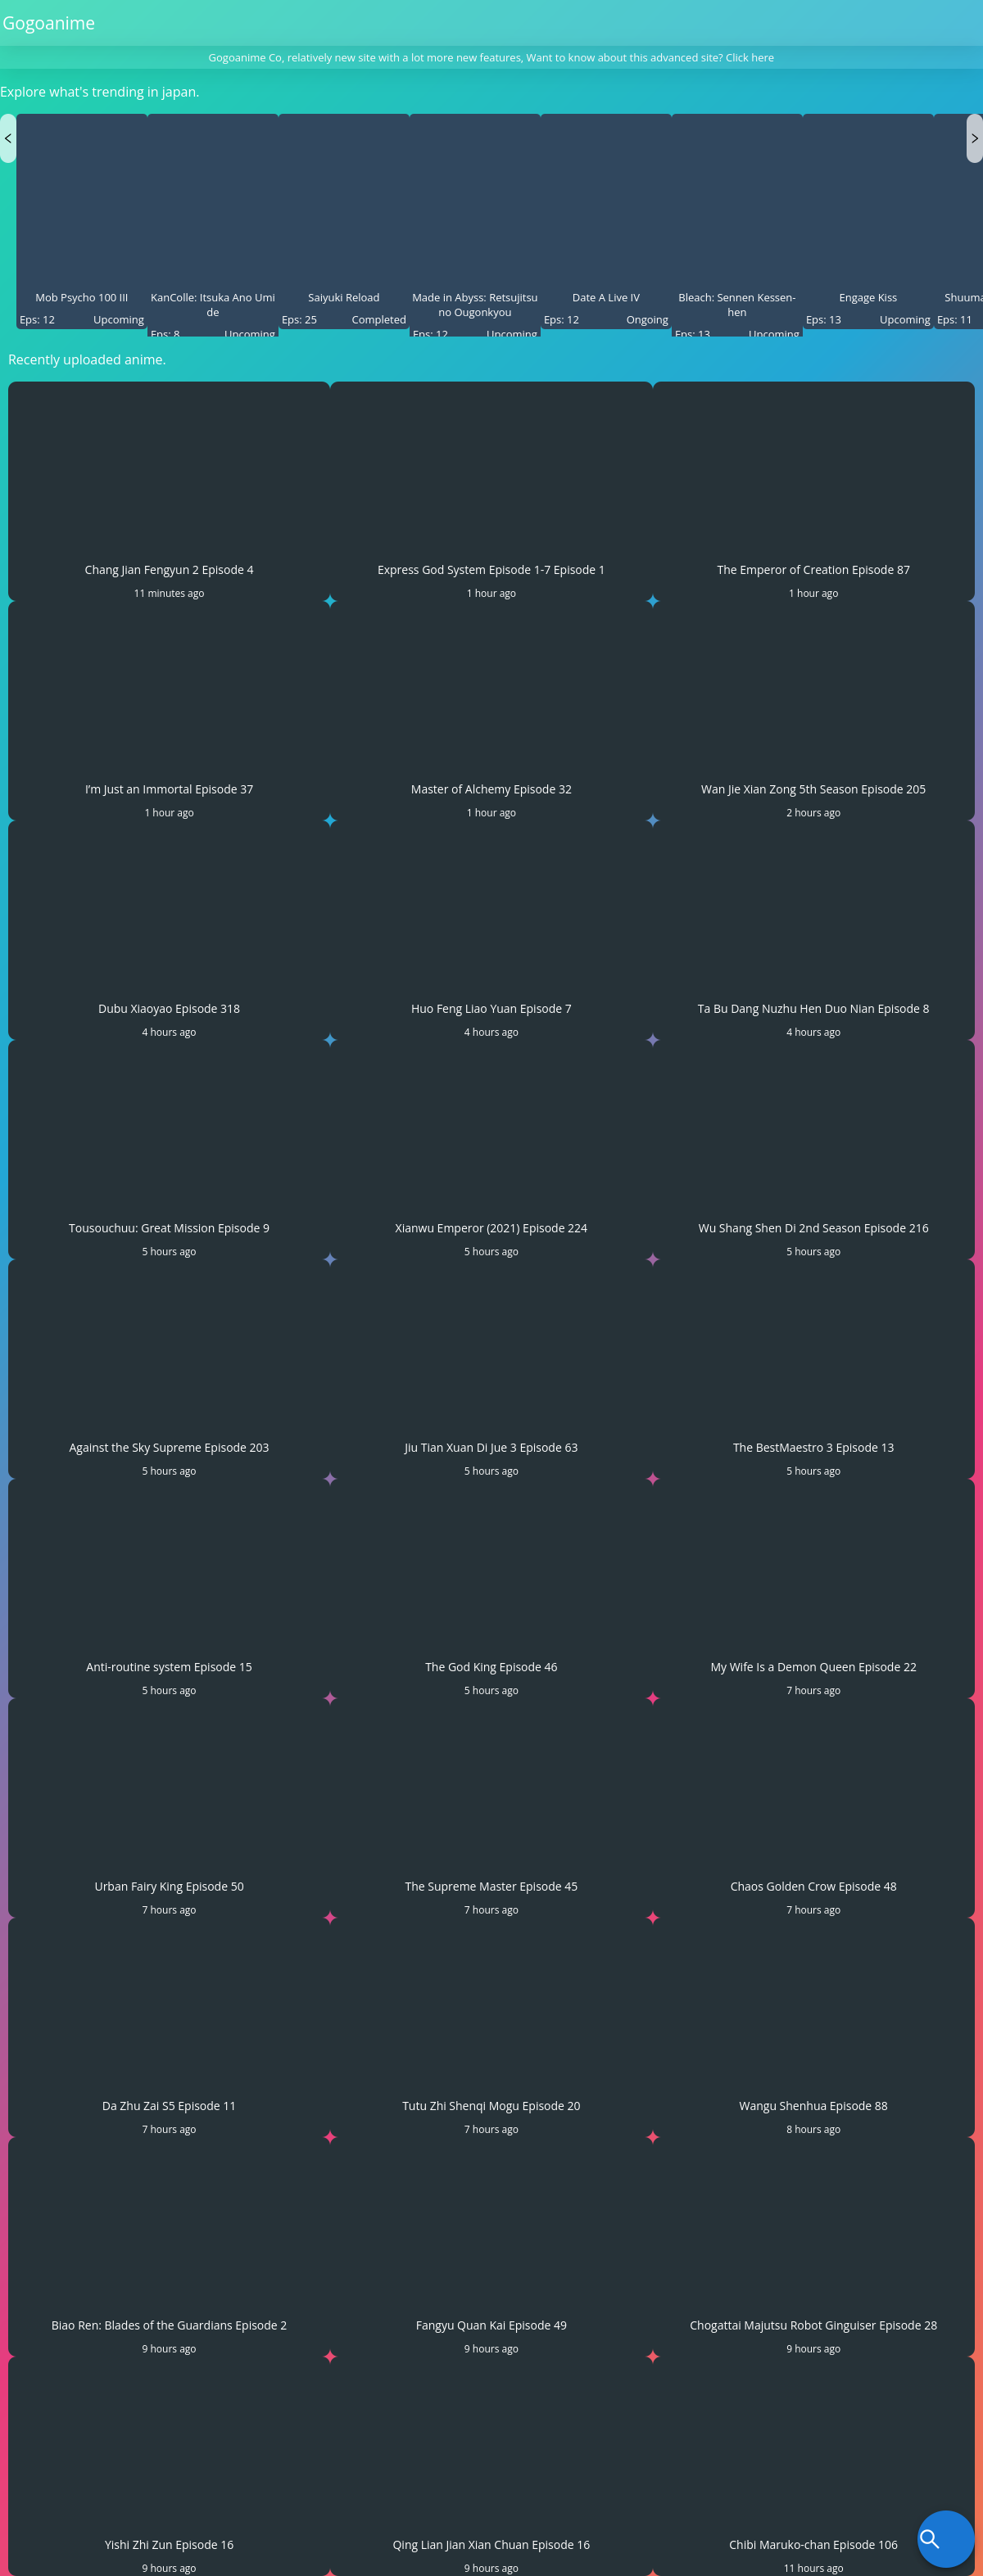 Gogoanime
Gogoanime Co, relatively new site with a lot more new features, Want to know about this advanced site? Click here
Explore what's trending in japan.
Mob Psycho 100 III
Eps: 12 Upcoming
KanColle: Itsuka Ano Umi
de
Eps: 8 Upcoming
Saiyuki Reload
Eps: 25 Completed
Made in Abyss: Retsujitsu
no Ougonkyou
Eps: 12 Upcoming
Date A Live IV
Eps: 12 Ongoing
Bleach: Sennen Kessen-
hen
Eps: 13 Upcoming
Engage Kiss
Eps: 13 Upcoming
Eps: 11
Recently uploaded anime.
Chang Jian Fengyun 2 Episode 4
11 minutes ago
Express God System Episode 1-7 Episode 1
1 hour ago
The Emperor of Creation Episode 87
1 hour ago
I’m Just an Immortal Episode 37
1 hour ago
Master of Alchemy Episode 32
1 hour ago
Wan Jie Xian Zong 5th Season Episode 205
2 hours ago
Dubu Xiaoyao Episode 318
4 hours ago
Huo Feng Liao Yuan Episode 7
4 hours ago
Ta Bu Dang Nuzhu Hen Duo Nian Episode 8
4 hours ago
Tousouchuu: Great Mission Episode 9
5 hours ago
Xianwu Emperor (2021) Episode 224
5 hours ago
Wu Shang Shen Di 2nd Season Episode 216
5 hours ago
Against the Sky Supreme Episode 203
5 hours ago
Jiu Tian Xuan Di Jue 3 Episode 63
5 hours ago
The BestMaestro 3 Episode 13
5 hours ago
Anti-routine system Episode 15
5 hours ago
The God King Episode 46
5 hours ago
My Wife Is a Demon Queen Episode 22
7 hours ago
Urban Fairy King Episode 50
7 hours ago
The Supreme Master Episode 45
7 hours ago
Chaos Golden Crow Episode 48
7 hours ago
Da Zhu Zai S5 Episode 11
7 hours ago
Tutu Zhi Shenqi Mogu Episode 20
7 hours ago
Wangu Shenhua Episode 88
8 hours ago
Biao Ren: Blades of the Guardians Episode 2
9 hours ago
Fangyu Quan Kai Episode 49
9 hours ago
Chogattai Majutsu Robot Ginguiser Episode 28
9 hours ago
Yishi Zhi Zun Episode 16
9 hours ago
Qing Lian Jian Xian Chuan Episode 16
9 hours ago
Chibi Maruko-chan Episode 106
11 hours ago